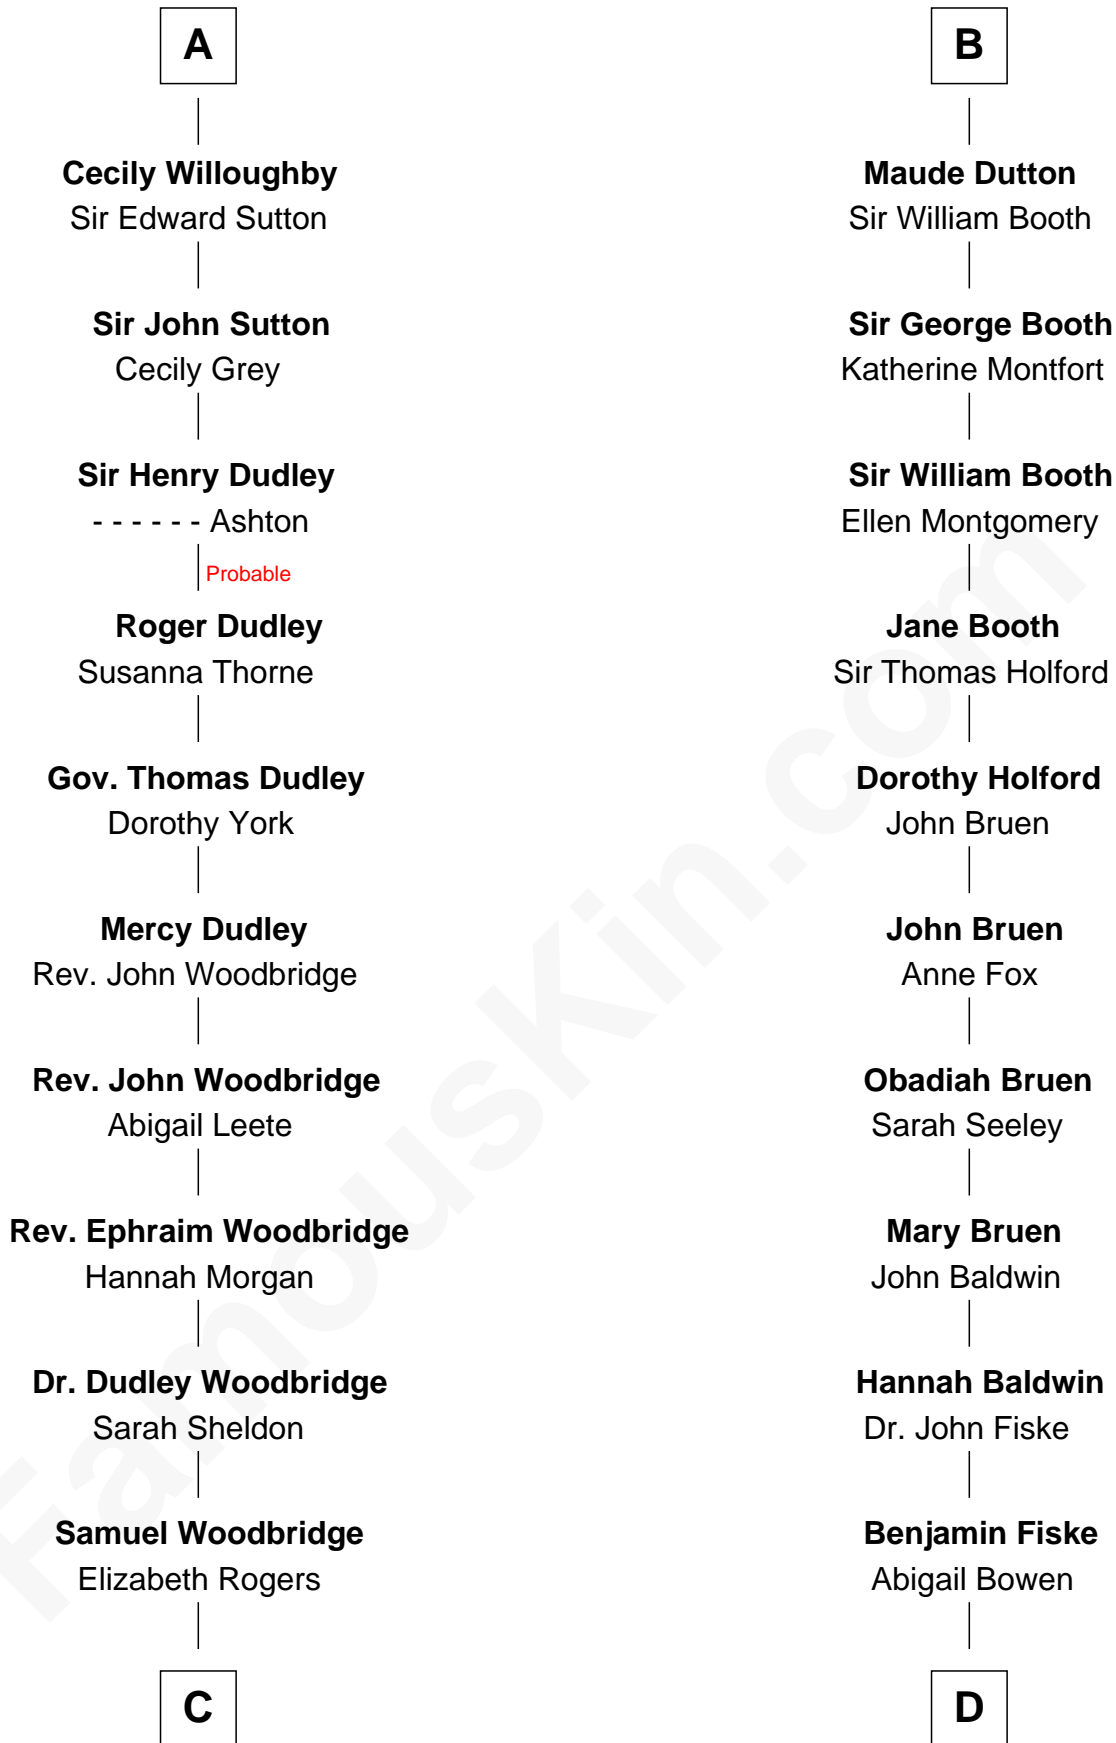 A
Cecily Willoughby
Sir Edward Sutton
Sir John Sutton
Cecily Grey
Sir Henry Dudley
- - - - - - Ashton
Probable
Roger Dudley
Susanna Thorne
Gov. Thomas Dudley
Dorothy York
Mercy Dudley
Rev. John Woodbridge
Rev. John Woodbridge
Abigail Leete
Rev. Ephraim Woodbridge
Hannah Morgan
Dr. Dudley Woodbridge
Sarah Sheldon
Samuel Woodbridge
Elizabeth Rogers
C
B
Maude Dutton
Sir William Booth
Sir George Booth
Katherine Montfort
Sir William Booth
Ellen Montgomery
Jane Booth
Sir Thomas Holford
Dorothy Holford
John Bruen
John Bruen
Anne Fox
Obadiah Bruen
Sarah Seeley
Mary Bruen
John Baldwin
Hannah Baldwin
Dr. John Fiske
Benjamin Fiske
Abigail Bowen
D
FamousKin.com